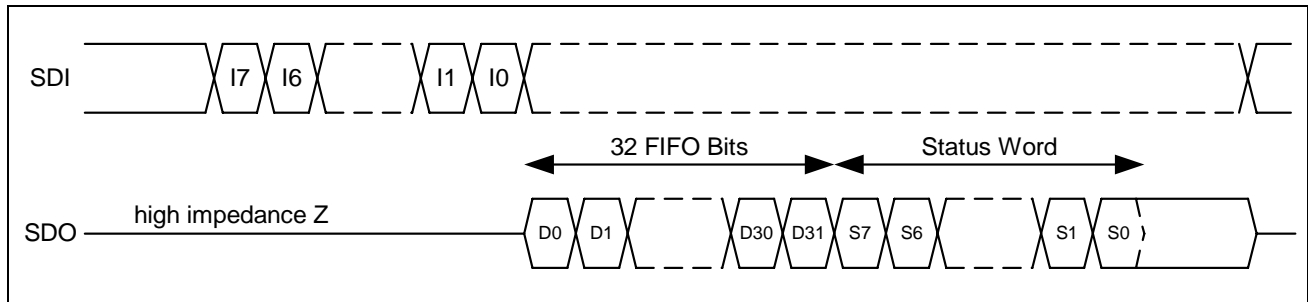 SDI I7 I6 I1 I0
32 FIFO Bits Status Word
high impedance Z
SDO D0 D1 D30 D31 S7 S6 S1 S0